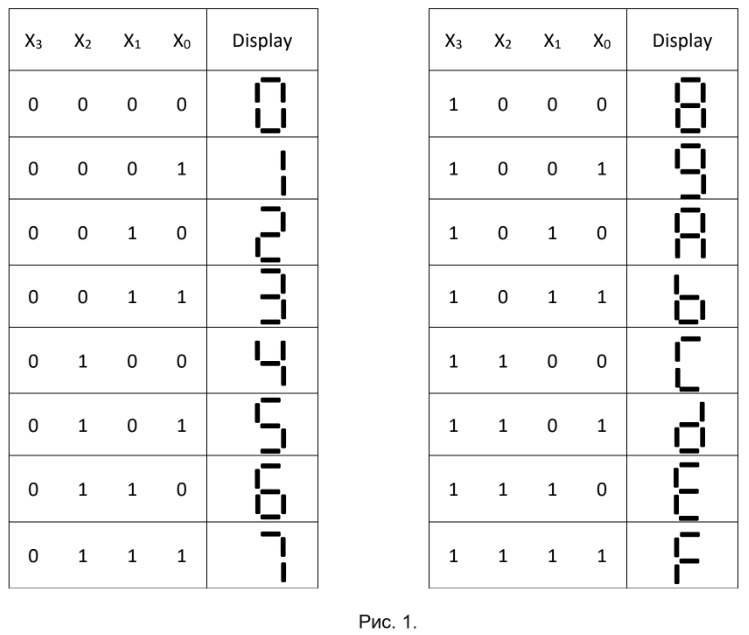 X₃ X₂ X₁ X₀ Display
0 0 0 0 0
0 0 0 1 1
0 0 1 0 2
0 0 1 1 3
0 1 0 0 4
0 1 0 1 5
0 1 1 0 6
0 1 1 1 7
X₃ X₂ X₁ X₀ Display
1 0 0 0 8
1 0 0 1 9
1 0 1 0 A
1 0 1 1 b
1 1 0 0 C
1 1 0 1 d
1 1 1 0 E
1 1 1 1 F
Рис. 1.